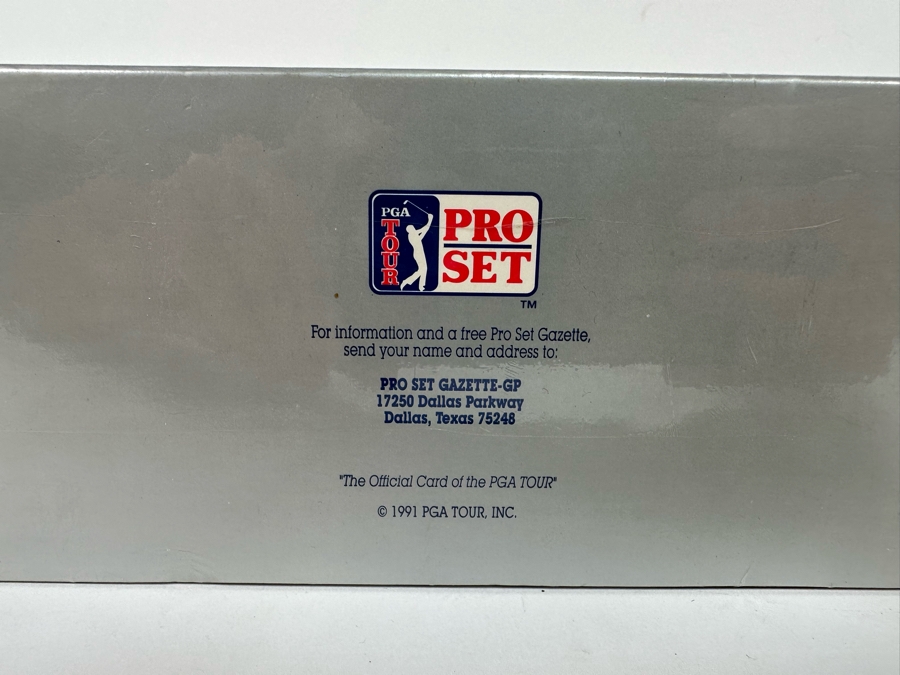 PGA
TOUR
PRO
SET
TM
For information and a free Pro Set Gazette,
send your name and address to:
PRO SET GAZETTE-GP
17250 Dallas Parkway
Dallas, Texas 75248
"The Official Card of the PGA TOUR"
© 1991 PGA TOUR, INC.